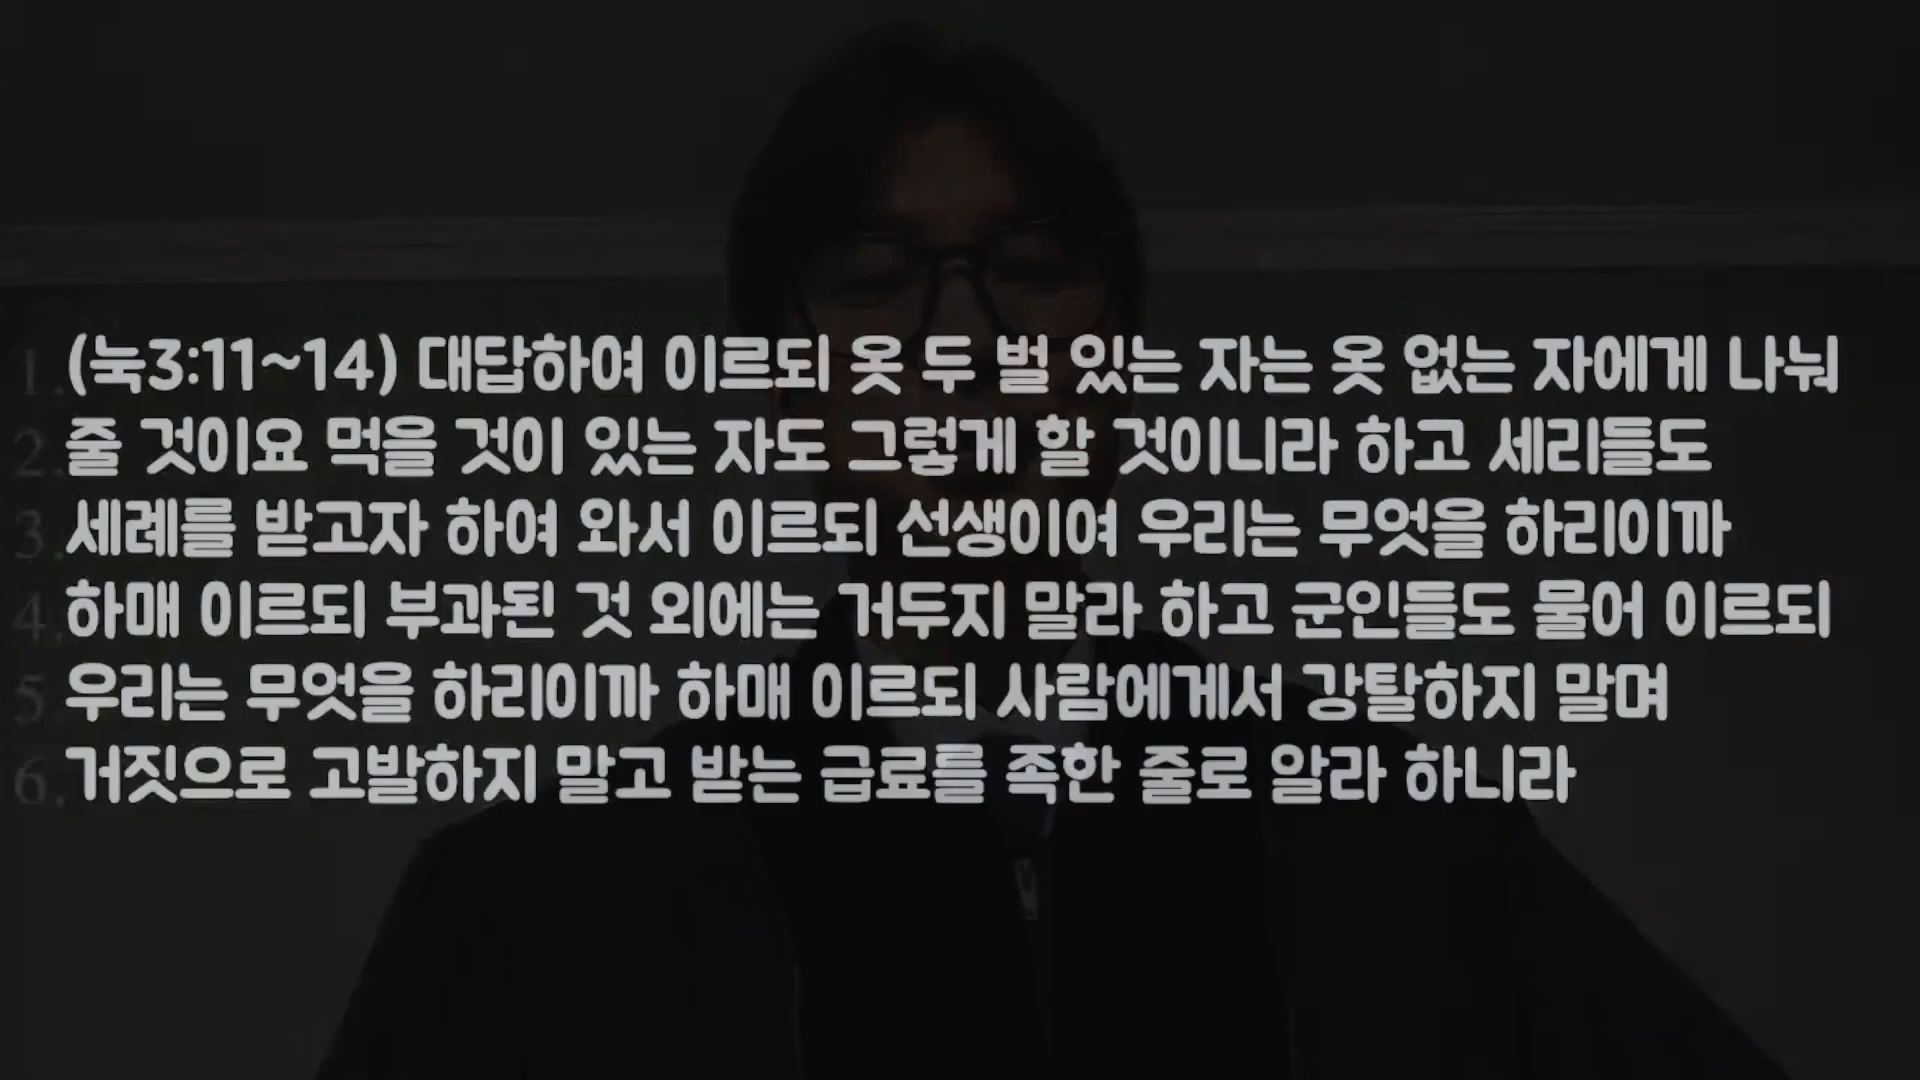 1. (눅3:11~14) 대답하여 이르되 옷 두 벌 있는 자는 옷 없는 자에게 나눠
2. 줄 것이요 먹을 것이 있는 자도 그렇게 할 것이니라 하고 세리들도
3. 세례를 받고자 하여 와서 이르되 선생이여 우리는 무엇을 하리이까
4. 하매 이르되 부과된 것 외에는 거두지 말라 하고 군인들도 물어 이르되
5. 우리는 무엇을 하리이까 하매 이르되 사람에게서 강탈하지 말며
6. 거짓으로 고발하지 말고 받는 급료를 족한 줄로 알라 하니라